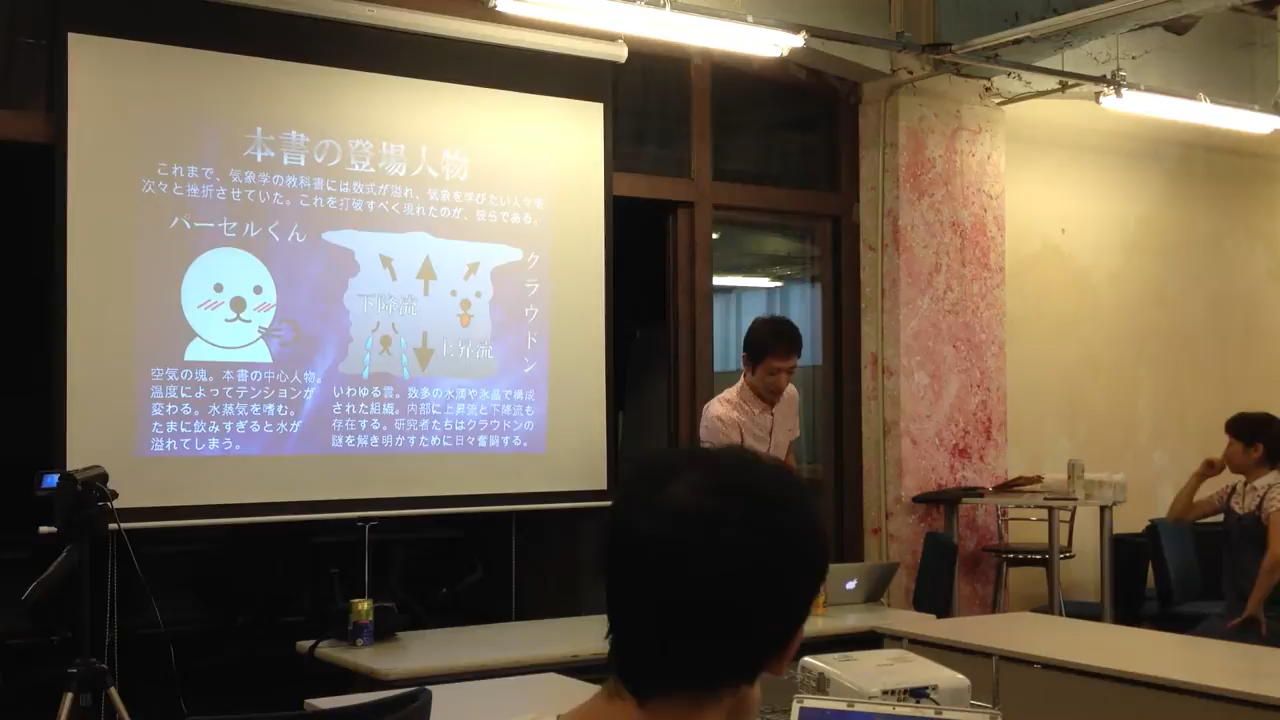 本書の登場人物
これまで、気象学の教科書には数式が溢れ、気象を学びたい人々を
次々と挫折させていた。これを打破すべく現れたのが、彼らである。
パーセルくん
クラウドン
下降流
上昇流
空気の塊。本書の中心人物。
温度によってテンションが
変わる。水蒸気を嗜む。
たまに飲みすぎると水が
溢れてしまう。
いわゆる雲。数多の水滴や氷晶で構成
された組織。内部に上昇流と下降流も
存在する。研究者たちはクラウドンの
謎を解き明かすために日々奮闘する。